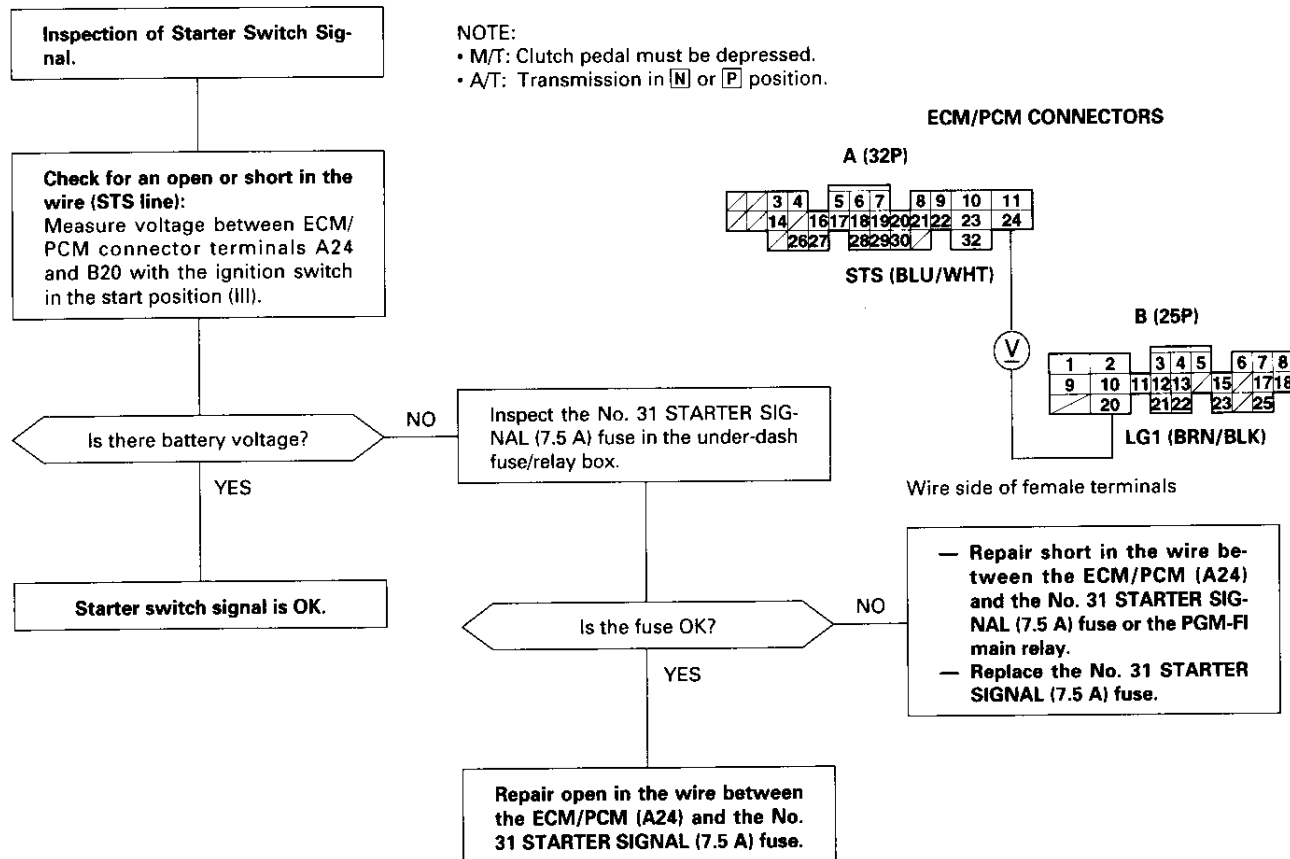 Inspection of Starter Switch Sig-
nal.
NOTE:
• M/T: Clutch pedal must be depressed.
• A/T: Transmission in N or P position.
Check for an open or short in the
wire (STS line):
Measure voltage between ECM/
PCM connector terminals A24
and B20 with the ignition switch
in the start position (III).
ECM/PCM CONNECTORS
A (32P)
3 4 5 6 7 8 9 10 11
14 16 17 18 19 20 21 22 23 24
26 27 28 29 30 32
STS (BLU/WHT)
V
B (25P)
1 2 3 4 5 6 7 8
9 10 11 12 13 15 17 18
20 21 22 23 25
LG1 (BRN/BLK)
Wire side of female terminals
Is there battery voltage?
NO
YES
Inspect the No. 31 STARTER SIG-
NAL (7.5 A) fuse in the under-dash
fuse/relay box.
Starter switch signal is OK.
Is the fuse OK?
NO
YES
— Repair short in the wire be-
tween the ECM/PCM (A24)
and the No. 31 STARTER SIG-
NAL (7.5 A) fuse or the PGM-FI
main relay.
— Replace the No. 31 STARTER
SIGNAL (7.5 A) fuse.
Repair open in the wire between
the ECM/PCM (A24) and the No.
31 STARTER SIGNAL (7.5 A) fuse.